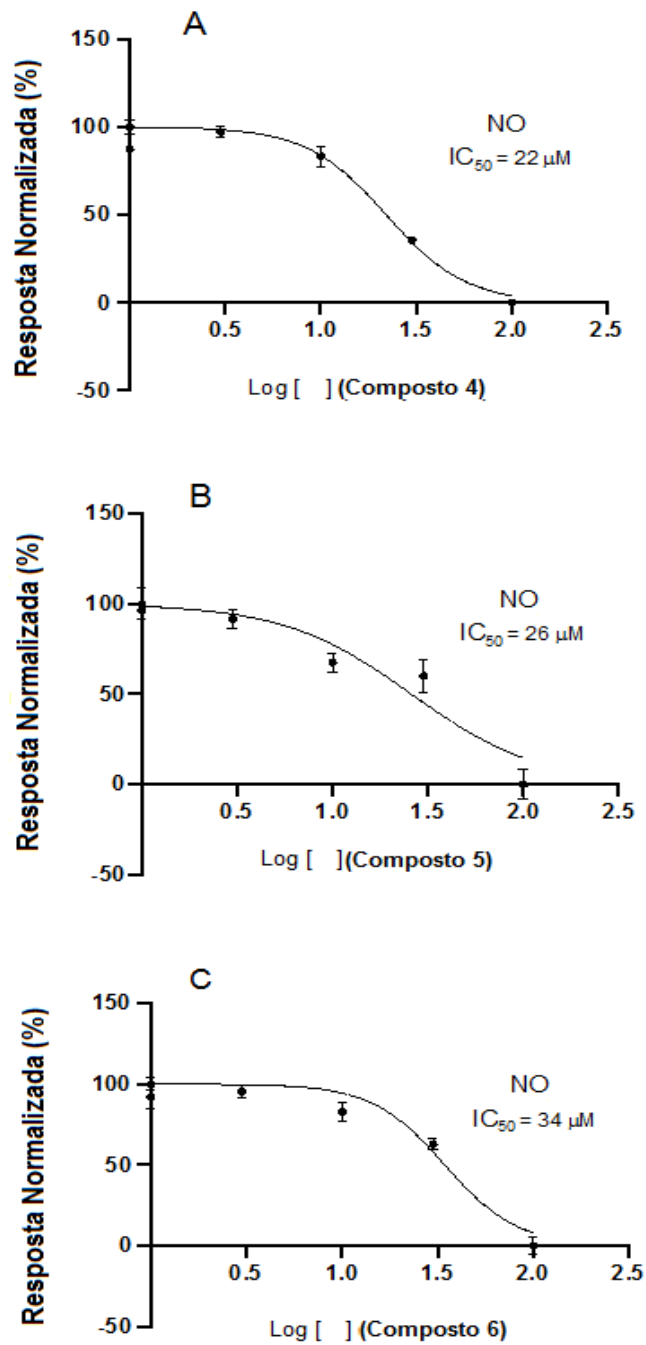 A
Resposta Normalizada (%)
150
100
50
0
-50
0.5 1.0 1.5 2.0 2.5
NO
IC50 = 22 µM
Log [ ] (Composto 4)
B
Resposta Normalizada (%)
150
100
50
0
-50
0.5 1.0 1.5 2.0 2.5
NO
IC50 = 26 µM
Log [ ] (Composto 5)
C
Resposta Normalizada (%)
150
100
50
0
-50
0.5 1.0 1.5 2.0 2.5
NO
IC50 = 34 µM
Log [ ] (Composto 6)